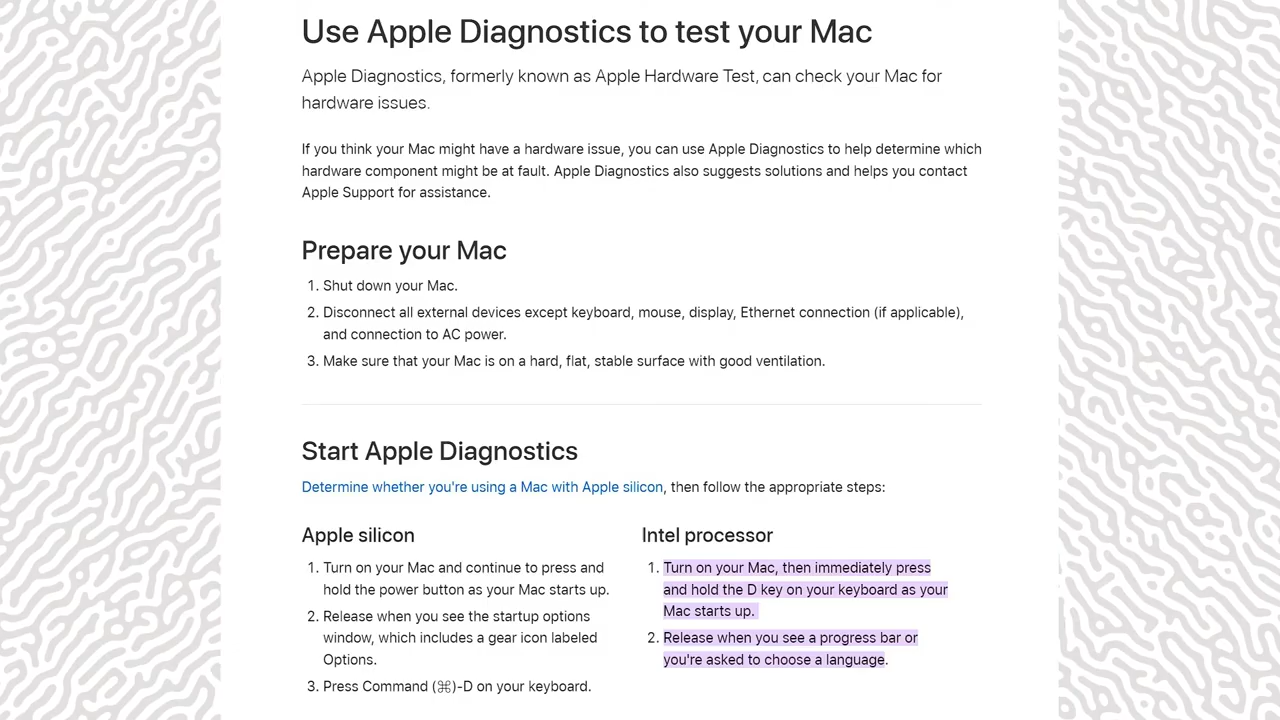 Use Apple Diagnostics to test your Mac
Apple Diagnostics, formerly known as Apple Hardware Test, can check your Mac for
hardware issues.
If you think your Mac might have a hardware issue, you can use Apple Diagnostics to help determine which
hardware component might be at fault. Apple Diagnostics also suggests solutions and helps you contact
Apple Support for assistance.
Prepare your Mac
1. Shut down your Mac.
2. Disconnect all external devices except keyboard, mouse, display, Ethernet connection (if applicable),
and connection to AC power.
3. Make sure that your Mac is on a hard, flat, stable surface with good ventilation.
Start Apple Diagnostics
Determine whether you're using a Mac with Apple silicon, then follow the appropriate steps:
Apple silicon
1. Turn on your Mac and continue to press and
hold the power button as your Mac starts up.
2. Release when you see the startup options
window, which includes a gear icon labeled
Options.
3. Press Command (⌘)-D on your keyboard.
Intel processor
1. Turn on your Mac, then immediately press
and hold the D key on your keyboard as your
Mac starts up.
2. Release when you see a progress bar or
you're asked to choose a language.